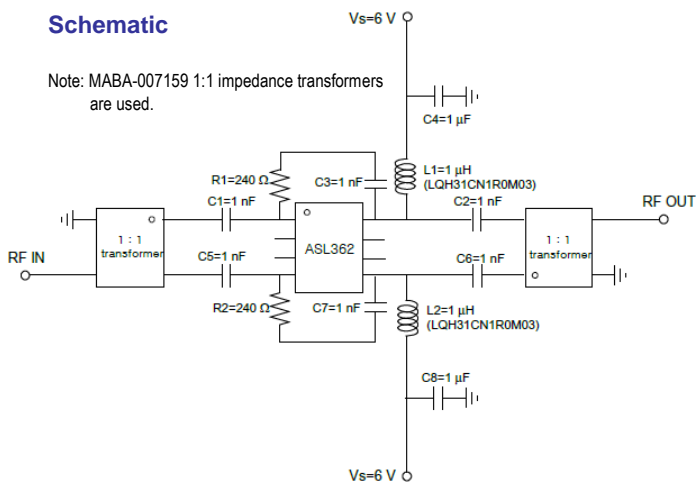 Schematic
Vs=6 V
Note: MABA-007159 1:1 impedance transformers
are used.
C4=1 µF
R1=240 Ω
C3=1 nF
L1=1 µH
(LQH31CN1R0M03)
C1=1 nF
C2=1 nF
RF OUT
1 : 1
transformer
ASL362
1 : 1
transformer
RF IN
C5=1 nF
C6=1 nF
R2=240 Ω
C7=1 nF
L2=1 µH
(LQH31CN1R0M03)
C8=1 µF
Vs=6 V